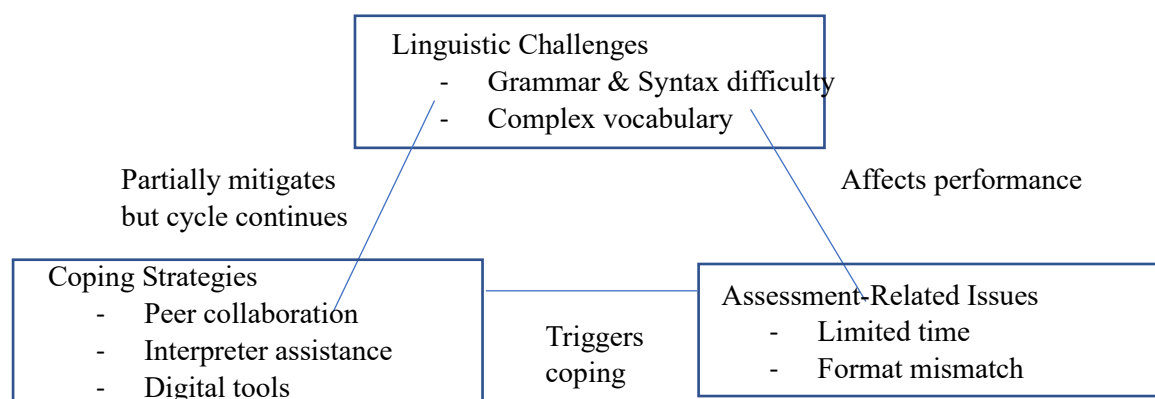 Linguistic Challenges
- Grammar & Syntax difficulty
- Complex vocabulary
Partially mitigates
but cycle continues
Affects performance
Coping Strategies
- Peer collaboration
- Interpreter assistance
- Digital tools
Triggers
coping
Assessment-Related Issues
- Limited time
- Format mismatch